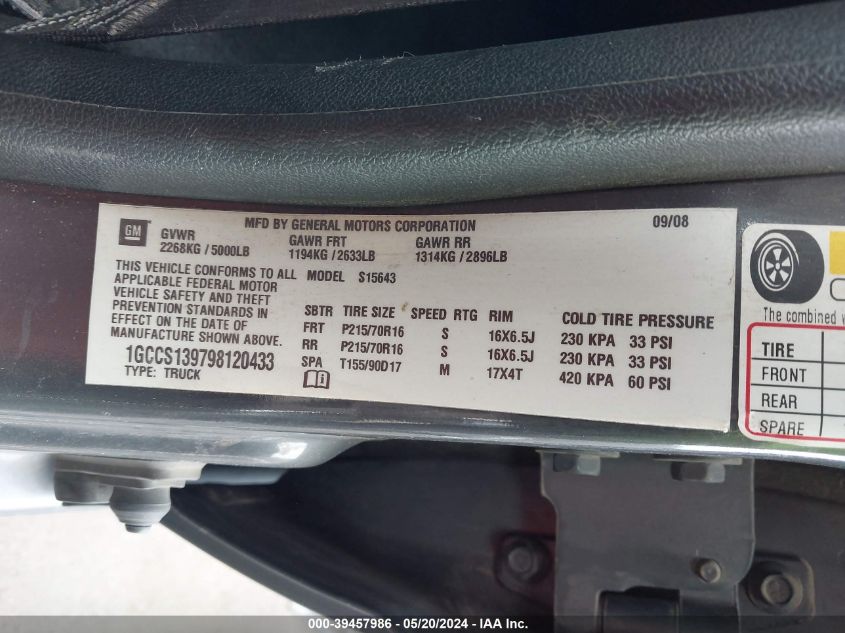 GM
MFD BY GENERAL MOTORS CORPORATION 09/08
GVWR GAWR FRT GAWR RR
2268KG / 5000LB 1194KG / 2633LB 1314KG / 2896LB
THIS VEHICLE CONFORMS TO ALL MODEL S15643
APPLICABLE FEDERAL MOTOR
VEHICLE SAFETY AND THEFT
PREVENTION STANDARDS IN
EFFECT ON THE DATE OF
MANUFACTURE SHOWN ABOVE.
1GCCS139798120433
TYPE: TRUCK
SBTR TIRE SIZE SPEED RTG RIM COLD TIRE PRESSURE
FRT P215/70R16 S 16X6.5J 230 KPA 33 PSI
RR P215/70R16 S 16X6.5J 230 KPA 33 PSI
SPA T155/90D17 M 17X4T 420 KPA 60 PSI
The combined
TIRE
FRONT
REAR
SPARE
000-39457986 — 05/20/2024 — IAA Inc.